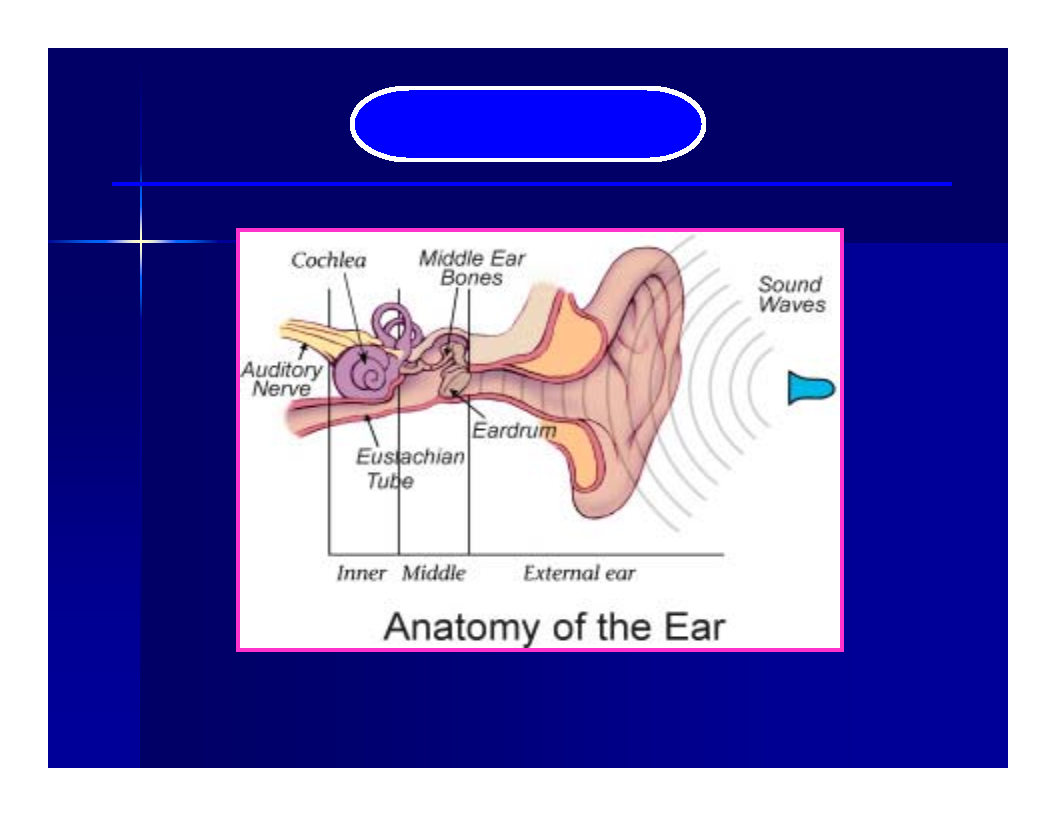 Cochlea
Middle Ear
Bones
Sound
Waves
Auditory
Nerve
Eardrum
Eustachian
Tube
Inner Middle External ear
Anatomy of the Ear